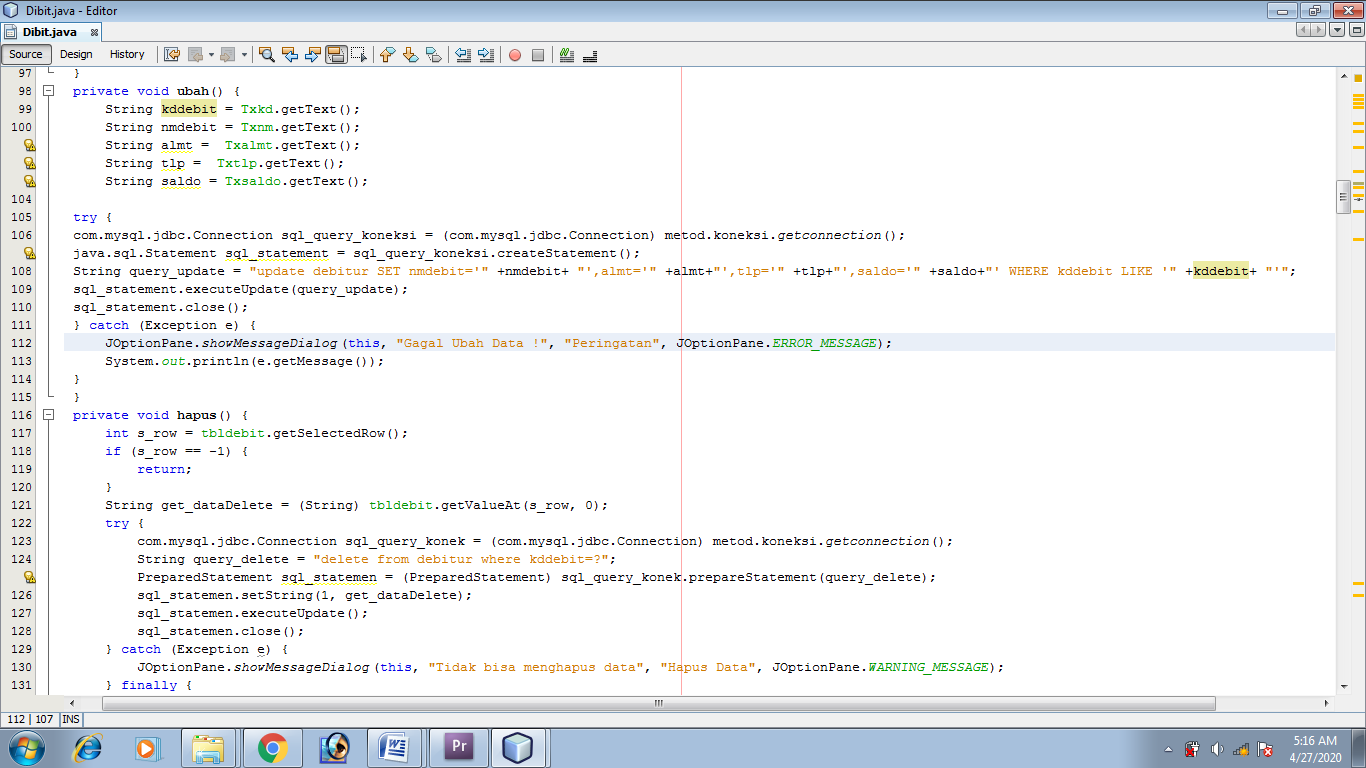 Dibit.java - Editor
Dibit.java
Source Design History
97 }
98 private void ubah() {
99 String kddebit = Txkd.getText();
100 String nmdebit = Txnm.getText();
String almt =  Txalmt.getText();
String tlp =  Txtlp.getText();
String saldo = Txsaldo.getText();
104
105 try {
106 com.mysql.jdbc.Connection sql_query_koneksi = (com.mysql.jdbc.Connection) metod.koneksi.getconnection();
java.sql.Statement sql_statement = sql_query_koneksi.createStatement();
108 String query_update = "update debitur SET nmdebit='" +nmdebit+ "',almt='" +almt+"',tlp='" +tlp+"',saldo='" +saldo+"' WHERE kddebit LIKE '" +kddebit+ "'";
109 sql_statement.executeUpdate(query_update);
110 sql_statement.close();
111 } catch (Exception e) {
112 JOptionPane.showMessageDialog(this, "Gagal Ubah Data !", "Peringatan", JOptionPane.ERROR_MESSAGE);
113 System.out.println(e.getMessage());
114 }
115 }
116 private void hapus() {
117 int s_row = tbldebit.getSelectedRow();
118 if (s_row == -1) {
119 return;
120 }
121 String get_dataDelete = (String) tbldebit.getValueAt(s_row, 0);
122 try {
123 com.mysql.jdbc.Connection sql_query_konek = (com.mysql.jdbc.Connection) metod.koneksi.getconnection();
124 String query_delete = "delete from debitur where kddebit=?";
PreparedStatement sql_statemen = (PreparedStatement) sql_query_konek.prepareStatement(query_delete);
126 sql_statemen.setString(1, get_dataDelete);
127 sql_statemen.executeUpdate();
128 sql_statemen.close();
129 } catch (Exception e) {
130 JOptionPane.showMessageDialog(this, "Tidak bisa menghapus data", "Hapus Data", JOptionPane.WARNING_MESSAGE);
131 } finally {
112 | 107 INS
Pr
5:16 AM
4/27/2020